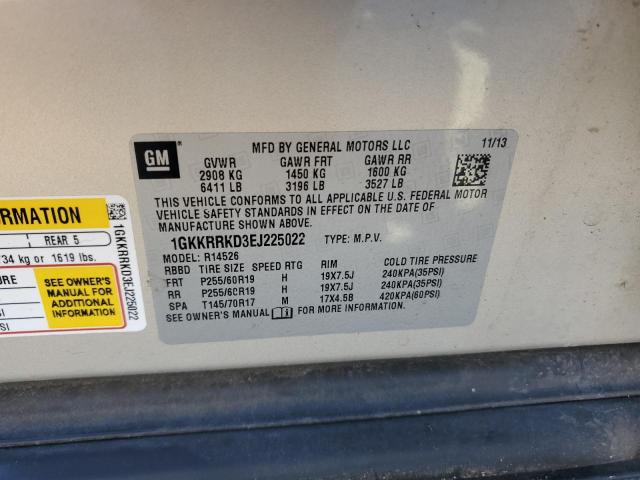 GM
MFD BY GENERAL MOTORS LLC 11/13
GVWR GAWR FRT GAWR RR
2908 KG 1450 KG 1600 KG
6411 LB 3196 LB 3527 LB
THIS VEHICLE CONFORMS TO ALL APPLICABLE U.S. FEDERAL MOTOR
VEHICLE SAFETY STANDARDS IN EFFECT ON THE DATE OF
MANUFACTURE SHOWN ABOVE.
1GKKRRKD3EJ225022 TYPE: M.P.V.
MODEL: R14526
RBBD TIRE SIZE SPEED RTG RIM COLD TIRE PRESSURE
FRT P255/60R19 H 19X7.5J 240KPA(35PSI)
RR P255/60R19 H 19X7.5J 240KPA(35PSI)
SPA T145/70R17 M 17X4.5B 420KPA(60PSI)
SEE OWNER'S MANUAL i FOR MORE INFORMATION.
ORMATION
REAR 5
734 kg or 1619 lbs.
URE
SEE OWNER'S
MANUAL FOR
ADDITIONAL
INFORMATION
SI
SI
1GKKRRKD3EJ225022